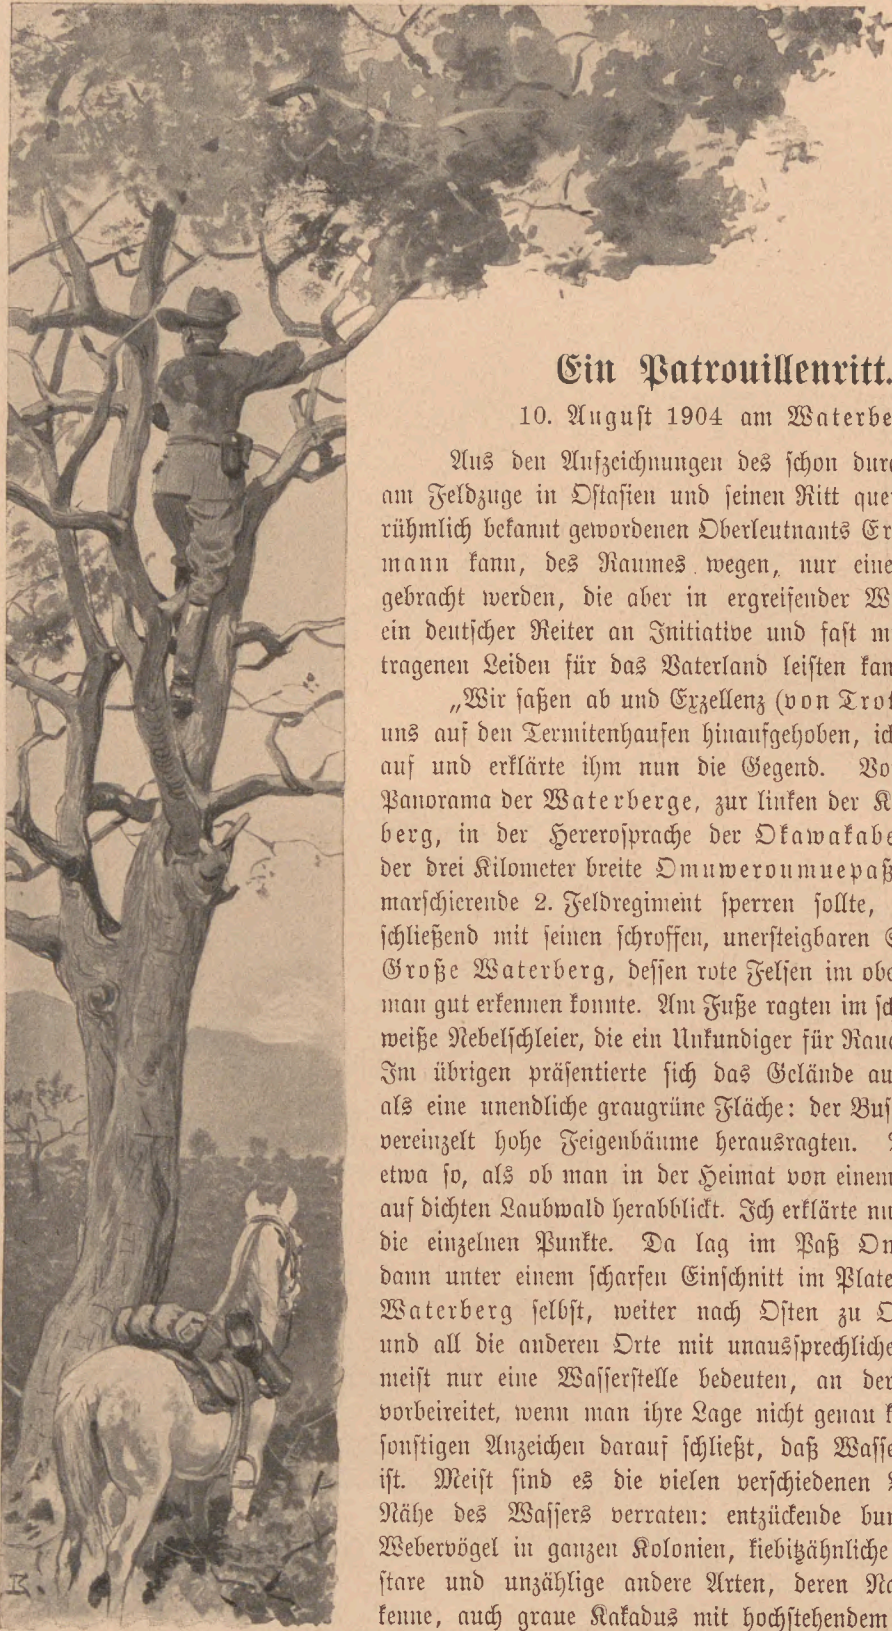 Ein Patrouillenritt.
10. August 1904 am Waterbe
Aus den Aufzeichnungen des schon dur
am Feldzuge in Ostasien und seinen Ritt que
rühmlich bekannt gewordenen Oberleutnants Er
mann kann, des Raumes wegen, nur eine
gebracht werden, die aber in ergreifender W
ein deutscher Reiter an Initiative und fast m
tragenen Leiden für das Vaterland leisten kan
„Wir saßen ab und Exzellenz (von Trot
uns auf den Termitenhaufen hinaufgehoben, ic
auf und erklärte ihm nun die Gegend. Vo
Panorama der Waterberge, zur linken der K
berg, in der Hererosprache der Okawakabe
der drei Kilometer breite Omuweroumuepaß
marschierende 2. Feldregiment sperren sollte,
schließend mit seinen schroffen, unersteigbaren
Große Waterberg, dessen rote Felsen im obe
man gut erkennen konnte. Am Fuße ragten im sc
weiße Nebelschleier, die ein Unkundiger für Rauc
Im übrigen präsentierte sich das Gelände au
als eine unendliche graugrüne Fläche: der Bus
vereinzelt hohe Feigenbäume herausragten.
etwa so, als ob man in der Heimat von einem
auf dichten Laubwald herabblickt. Ich erklärte nu
die einzelnen Punkte. Da lag im Paß Om
dann unter einem scharfen Einschnitt im Plate
Waterberg selbst, weiter nach Osten zu O
und all die anderen Orte mit unaussprechliche
meist nur eine Wasserstelle bedeuten, an der
vorbeireitet, wenn man ihre Lage nicht genau k
sonstigen Anzeichen darauf schließt, daß Wasse
ist. Meist sind es die vielen verschiedenen
Nähe des Wassers verraten: entzückende bun
Webervögel in ganzen Kolonien, kiebitzähnliche
stare und unzählige andere Arten, deren Na
kenne, auch graue Kakadus mit hochstehendem